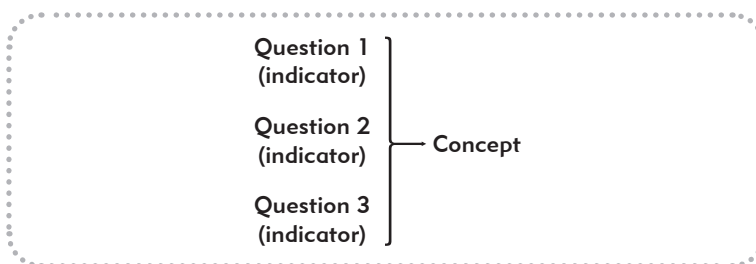 Question 1
(indicator)
Question 2
(indicator)
Concept
Question 3
(indicator)